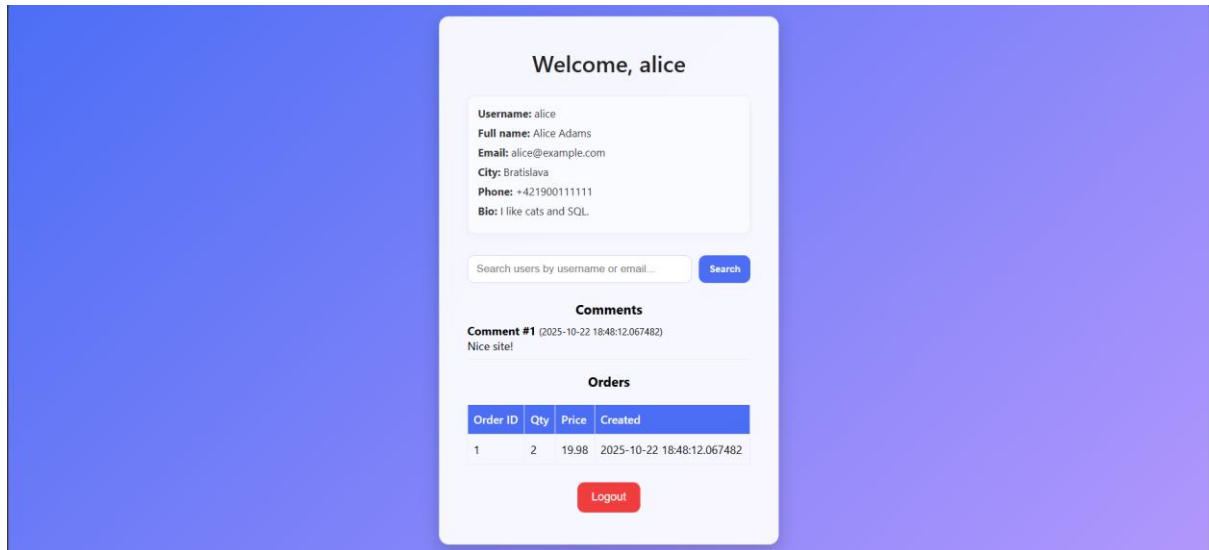 Welcome, alice
Username: alice
Full name: Alice Adams
Email: alice@example.com
City: Bratislava
Phone: +421900111111
Bio: I like cats and SQL.
Search users by username or email... Search
Comments
Comment #1 (2025-10-22 18:48:12.067482)
Nice site!
Orders
Order ID Qty Price Created
1 2 19.98 2025-10-22 18:48:12.067482
Logout